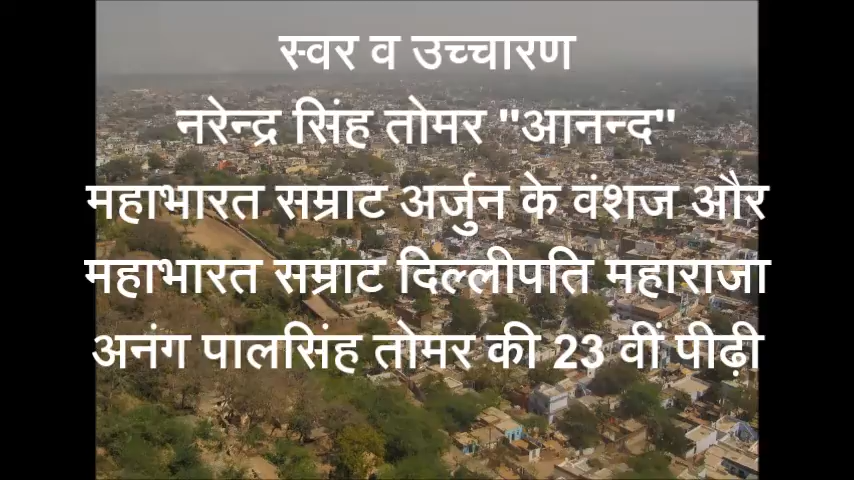 स्वर व उच्चारण
नरेन्द्र सिंह तोमर "आनन्द"
महाभारत सम्राट अर्जुन के वंशज और
महाभारत सम्राट दिल्लीपति महाराजा
अनंग पालसिंह तोमर की 23 वीं पीढ़ी